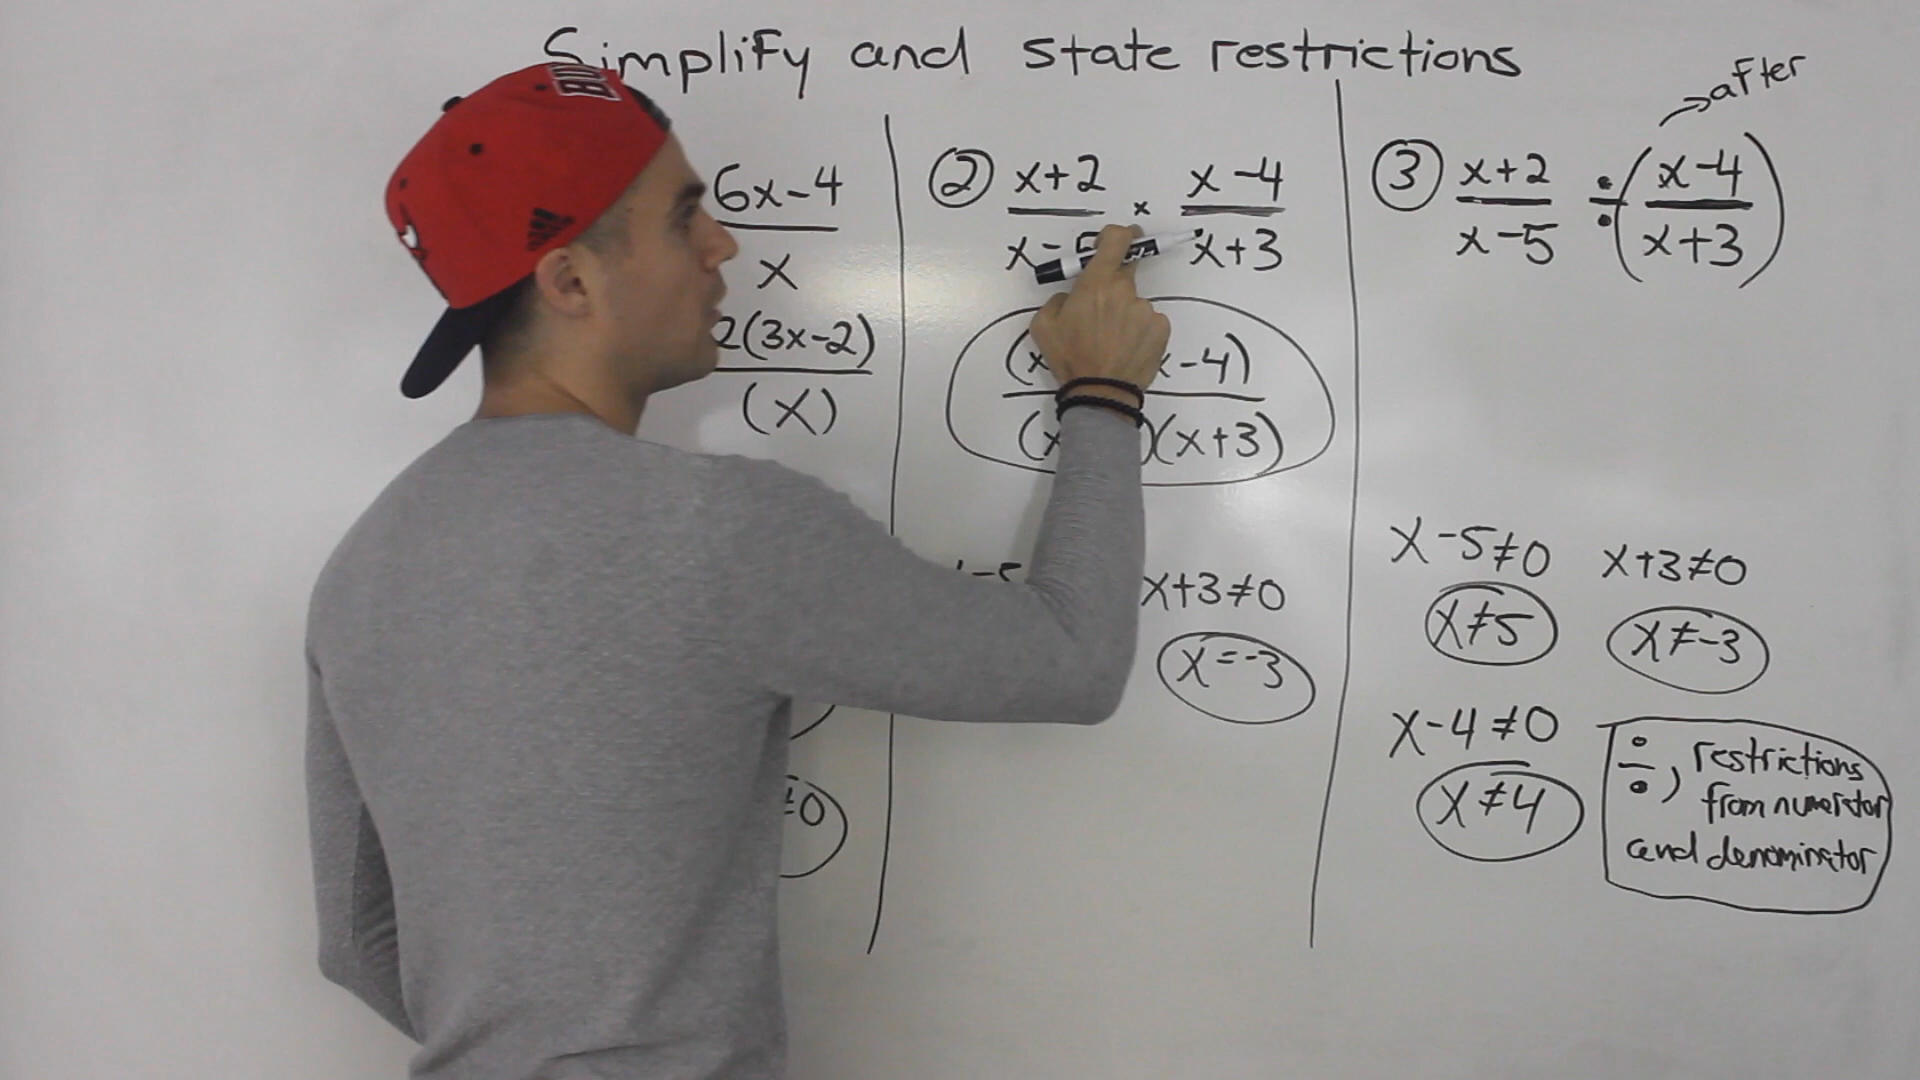 Simplify and state restrictions
6x-4
x
2(3x-2)
(x)
≠0
② x+2 × x-4
x-5 x+3
(x x-4)
(x )(x+3)
x+3≠0
x=-3
→ after
③ x+2 ÷ (x-4)
x-5 (x+3)
x-5≠0 x+3≠0
x≠5 x≠-3
x-4≠0
x≠4
÷, restrictions
from numerator
and denominator